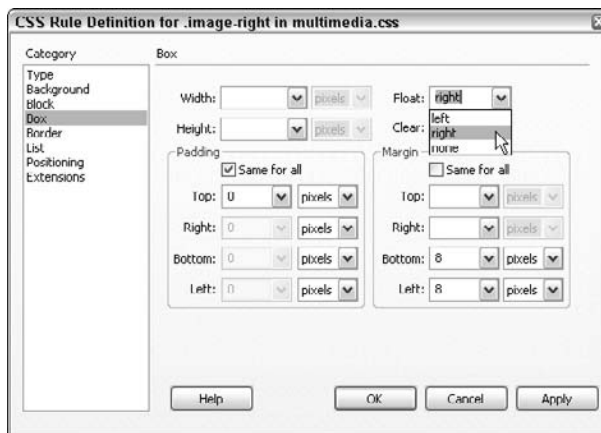 CSS Rule Definition for .image-right in multimedia.css
Category
Type
Background
Block
Box
Border
List
Positioning
Extensions
Box
Width: pixels
Float: right
left
right
none
Height: pixels
Clear:
Padding
Same for all
Top: 0 pixels
Right: 0 pixels
Bottom: 0 pixels
Left: 0 pixels
Margin
Same for all
Top: pixels
Right: pixels
Bottom: 8 pixels
Left: 8 pixels
Help
OK
Cancel
Apply